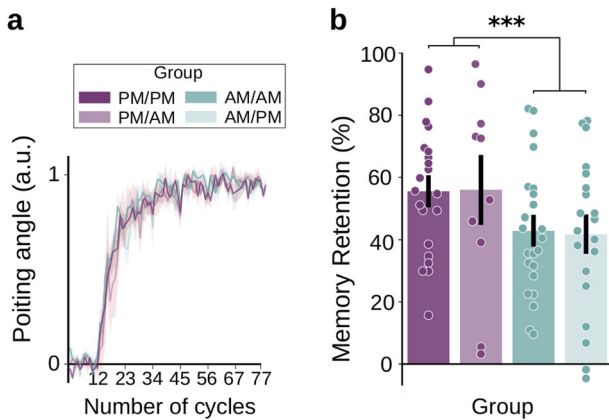 a
Group
PM/PM
AM/AM
PM/AM
AM/PM
Poiting angle (a.u.)
1
0
12 23 34 45 56 67 77
Number of cycles
b
***
Memory Retention (%)
100
80
60
40
20
0
Group